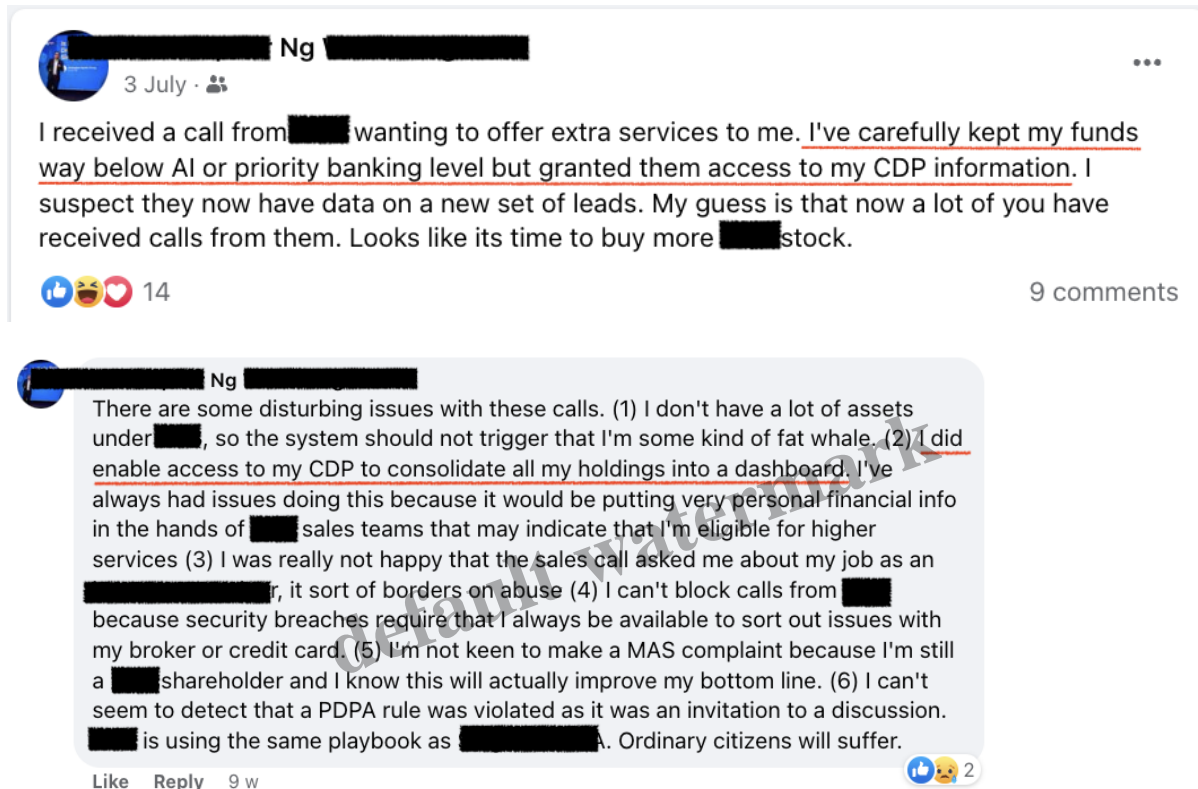 Ng
3 July ·
I received a call from wanting to offer extra services to me. I've carefully kept my funds
way below AI or priority banking level but granted them access to my CDP information. I
suspect they now have data on a new set of leads. My guess is that now a lot of you have
received calls from them. Looks like its time to buy more stock.
14
9 comments
Ng
There are some disturbing issues with these calls. (1) I don't have a lot of assets
under , so the system should not trigger that I'm some kind of fat whale. (2) I did
enable access to my CDP to consolidate all my holdings into a dashboard. I've
always had issues doing this because it would be putting very personal financial info
in the hands of sales teams that may indicate that I'm eligible for higher
services (3) I was really not happy that the sales call asked me about my job as an
r, it sort of borders on abuse (4) I can't block calls from
because security breaches require that I always be available to sort out issues with
my broker or credit card. (5) I'm not keen to make a MAS complaint because I'm still
a shareholder and I know this will actually improve my bottom line. (6) I can't
seem to detect that a PDPA rule was violated as it was an invitation to a discussion.
is using the same playbook as . Ordinary citizens will suffer.
Like Reply 9 w
2
default watermark